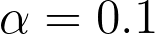 α = 0.1